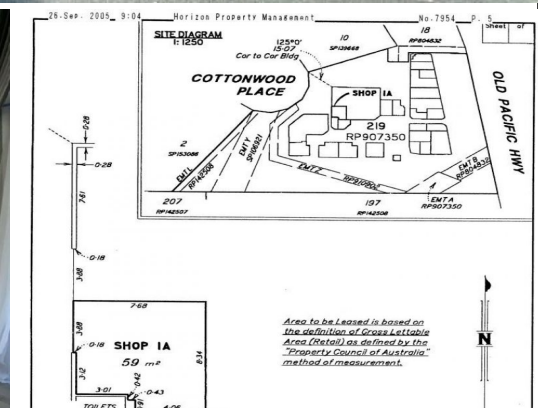 26.Sep. 2005 9:04 Horizon Property Management No.7954 P. 5
Sheet of
SITE DIAGRAM
1: 1250
125°0'
15·07
Cor to Cor Bldg
10
SP139668
18
RP804832
COTTONWOOD
PLACE
SHOP 1A
OLD PACIFIC HWY
219
RP907350
2
SP153086
EMT L
RP142508
EMT Y
SP106921
EMT Z
EMT B
RP804832
EMT A
RP907350
207
RP142507
197
RP142508
0·28
0·28
7·61
0·18
3·88
7·68
3·88
0·18
SHOP 1A
59 m²
8·34
3·12
3·01
0·42
0·43
TOILETS
4·06
Area to be Leased is based on
the definition of Gross Lettable
Area (Retail) as defined by the
"Property Council of Australia"
method of measurement.
N